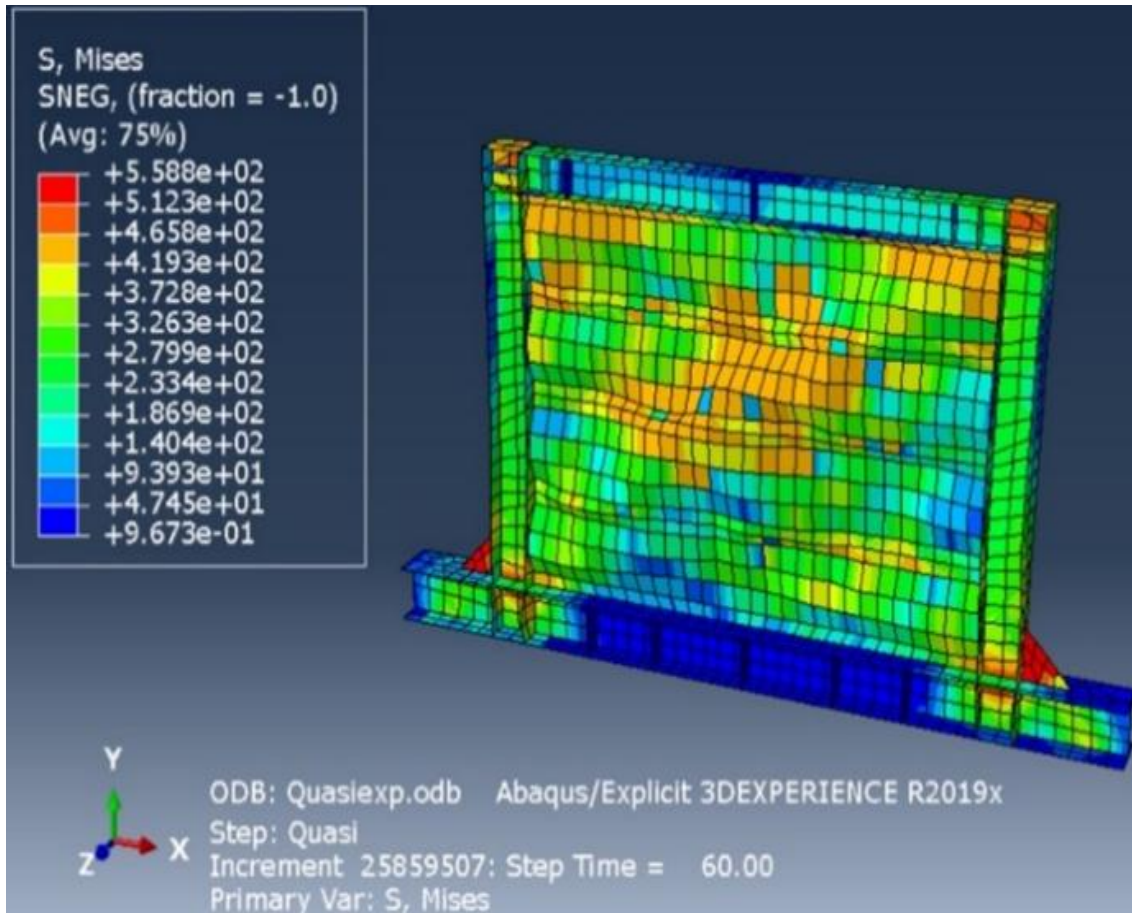 S, Mises
SNEG, (fraction = -1.0)
(Avg: 75%)
+5.588e+02
+5.123e+02
+4.658e+02
+4.193e+02
+3.728e+02
+3.263e+02
+2.799e+02
+2.334e+02
+1.869e+02
+1.404e+02
+9.393e+01
+4.745e+01
+9.673e-01
Y
Z X
ODB: Quasiexp.odb Abaqus/Explicit 3DEXPERIENCE R2019x
Step: Quasi
Increment 25859507: Step Time = 60.00
Primary Var: S, Mises